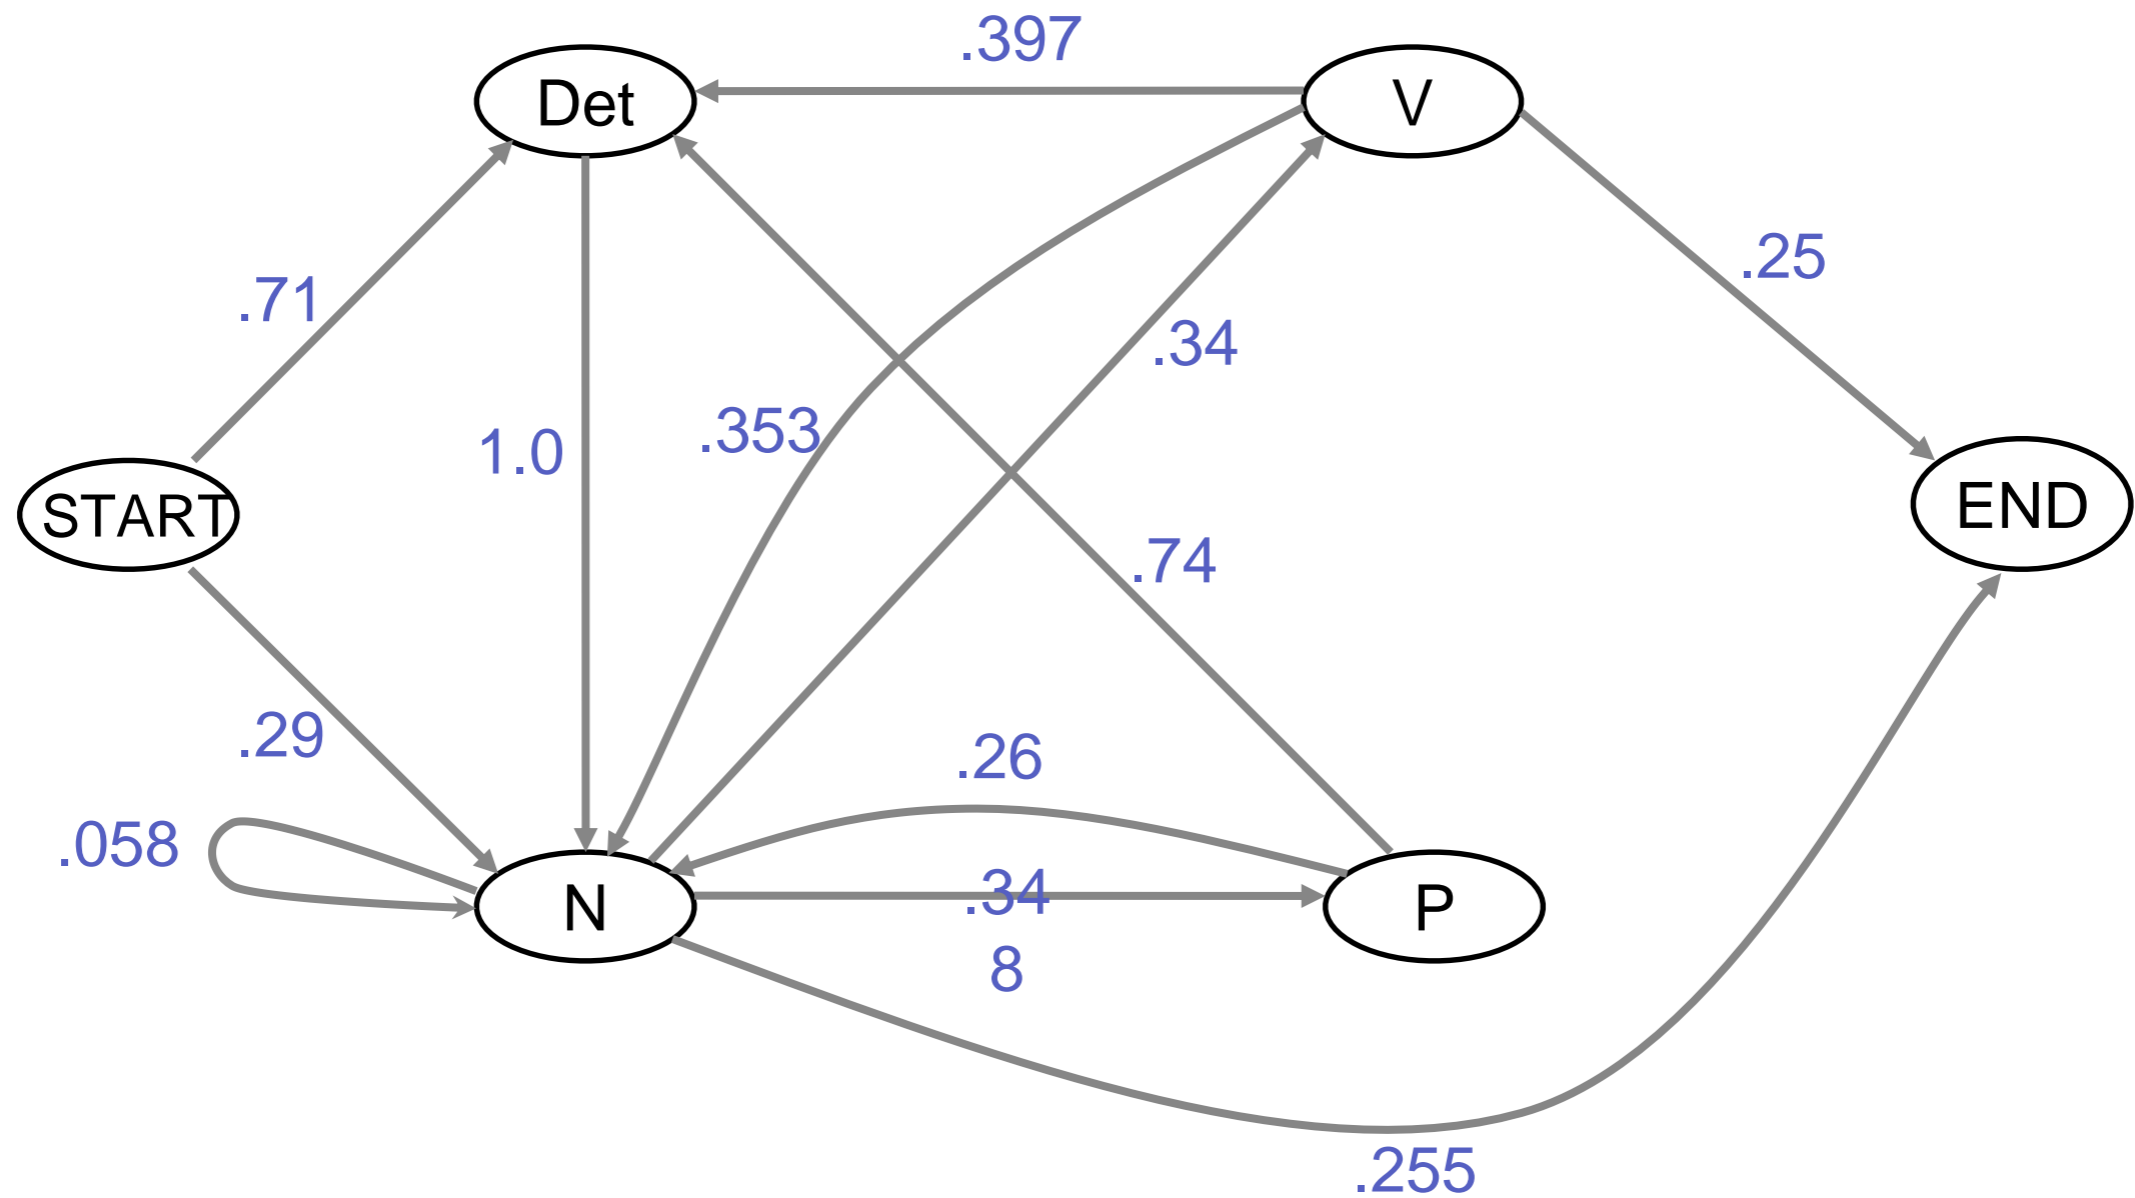 .397
Det
V
.25
.71
.34
.353
1.0
END
START
.74
.29
.26
.058
.34
8
N
P
.255